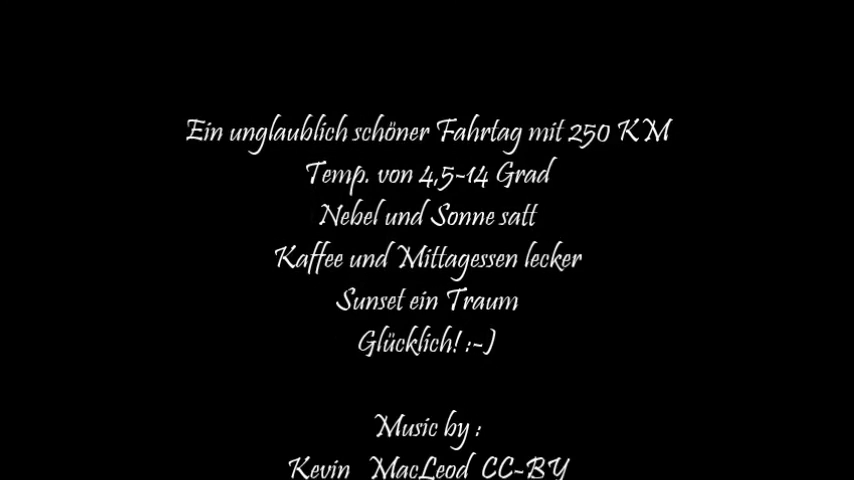 Ein unglaublich schöner Fahrtag mit 250 KM
Temp. von 4,5-14 Grad
Nebel und Sonne satt
Kaffee und Mittagessen lecker
Sunset ein Traum
Glücklich! :-)
Music by :
Kevin MacLeod CC-BY